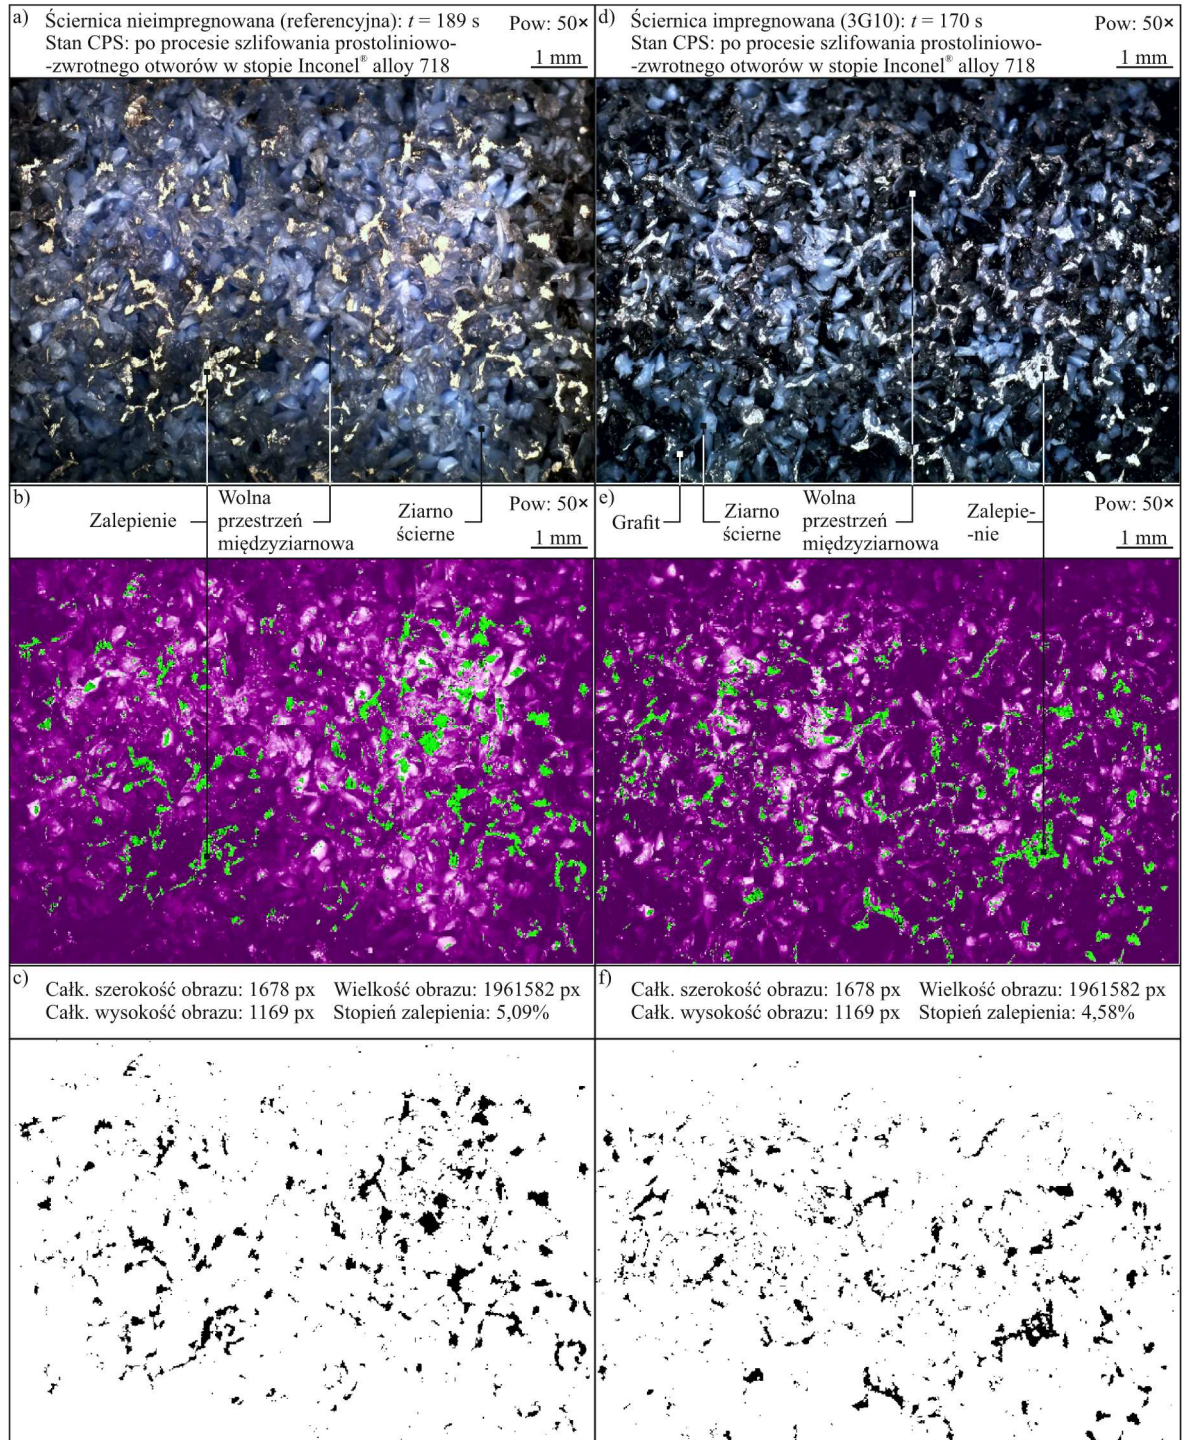 a) Ściernica nieimpregnowana (referencyjna): t = 189 s Pow: 50×
Stan CPS: po procesie szlifowania prostoliniowo-
-zwrotnego otworów w stopie Inconel® alloy 718 1 mm
d) Ściernica impregnowana (3G10): t = 170 s Pow: 50×
Stan CPS: po procesie szlifowania prostoliniowo-
-zwrotnego otworów w stopie Inconel® alloy 718 1 mm
b) Pow: 50×
Zalepienie
Wolna
przestrzeń
międzyziarnowa
Ziarno
ścierne
1 mm
e) Pow: 50×
Grafit
Ziarno
ścierne
Wolna
przestrzeń
międzyziarnowa
Zalepie-
-nie
1 mm
c) Całk. szerokość obrazu: 1678 px Wielkość obrazu: 1961582 px
Całk. wysokość obrazu: 1169 px Stopień zalepienia: 5,09%
f) Całk. szerokość obrazu: 1678 px Wielkość obrazu: 1961582 px
Całk. wysokość obrazu: 1169 px Stopień zalepienia: 4,58%